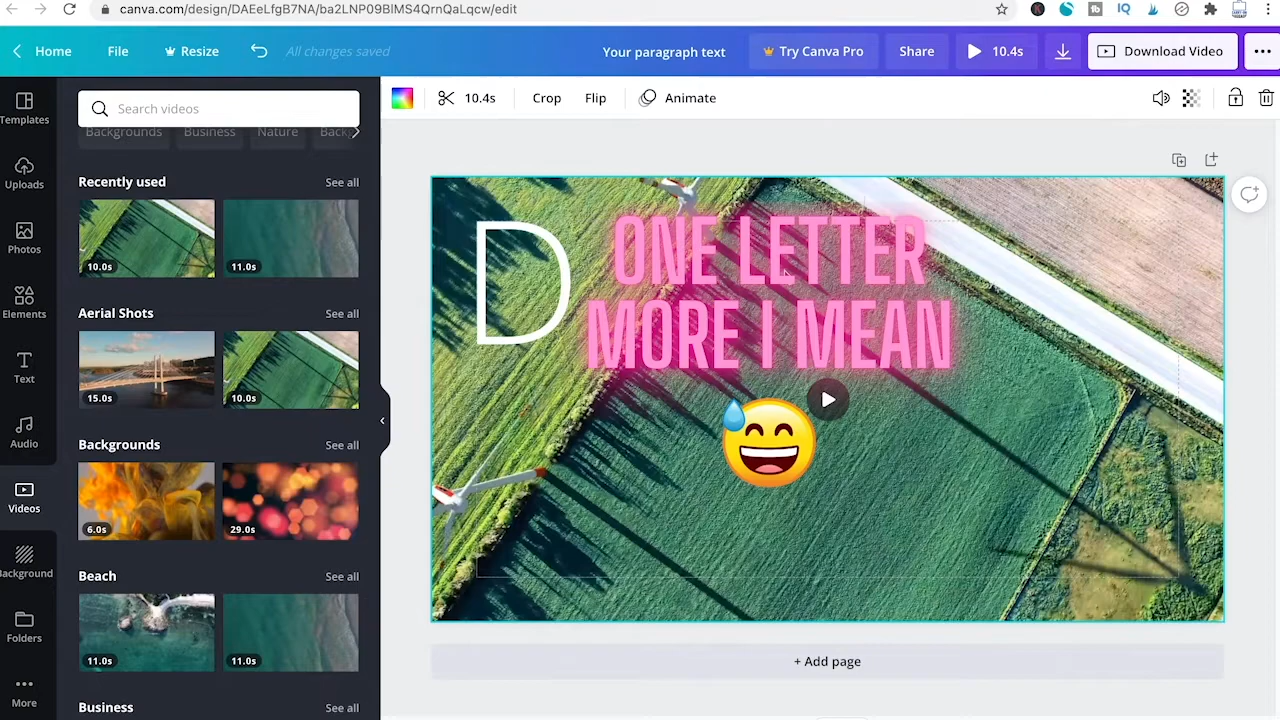 canva.com/design/DAEeLfgB7NA/ba2LNP09BlMS4QrnQaLqcw/edit
Home File Resize All changes saved Your paragraph text Try Canva Pro Share 10.4s Download Video
Templates
Uploads
Photos
Elements
Text
Audio
Videos
Background
Folders
More
Search videos
Backgrounds Business Nature Back
Recently used See all
10.0s 11.0s
Aerial Shots See all
15.0s 10.0s
Backgrounds See all
6.0s 29.0s
Beach See all
11.0s 11.0s
Business See all
10.4s Crop Flip Animate
D
ONE LETTER
MORE I MEAN
+ Add page